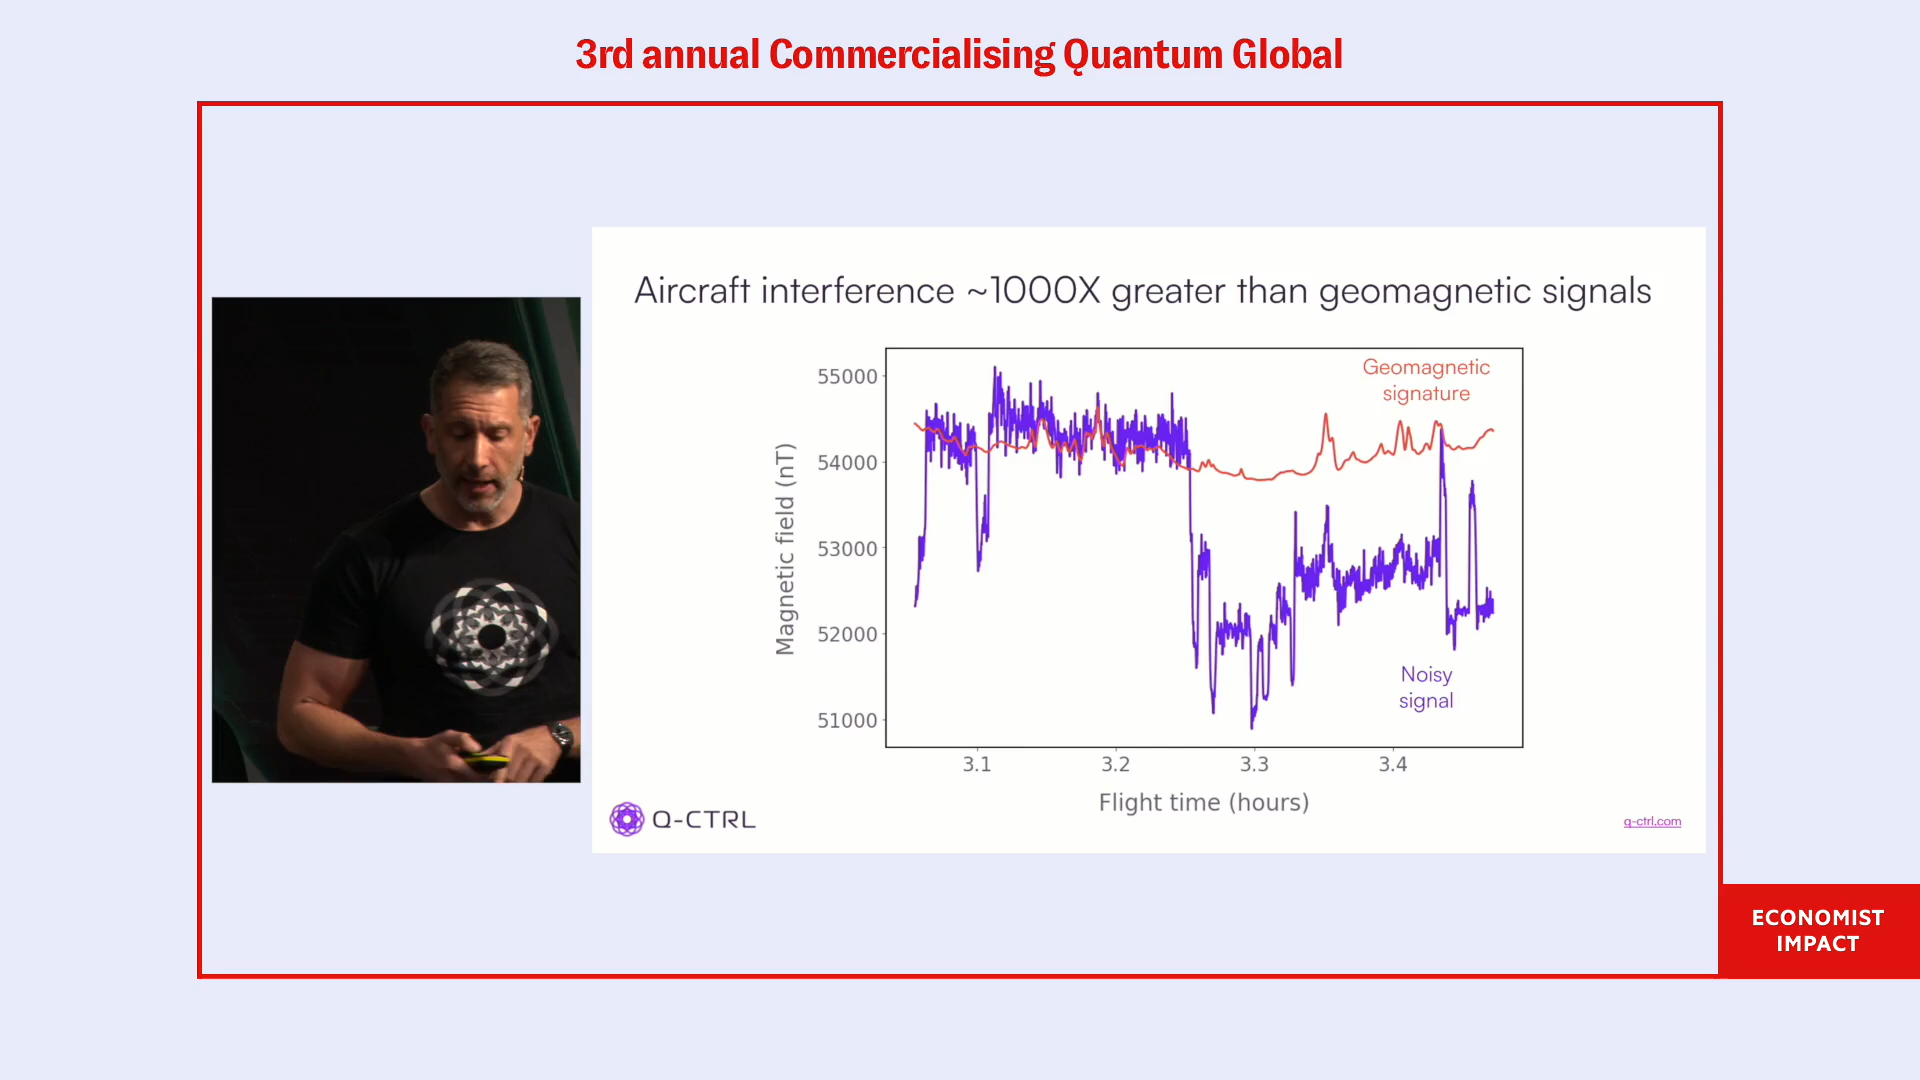 3rd annual Commercialising Quantum Global
Aircraft interference ~1000X greater than geomagnetic signals
Geomagnetic
signature
55000
54000
53000
52000
51000
Magnetic field (nT)
Noisy
signal
3.1 3.2 3.3 3.4
Flight time (hours)
Q-CTRL
q-ctrl.com
ECONOMIST
IMPACT